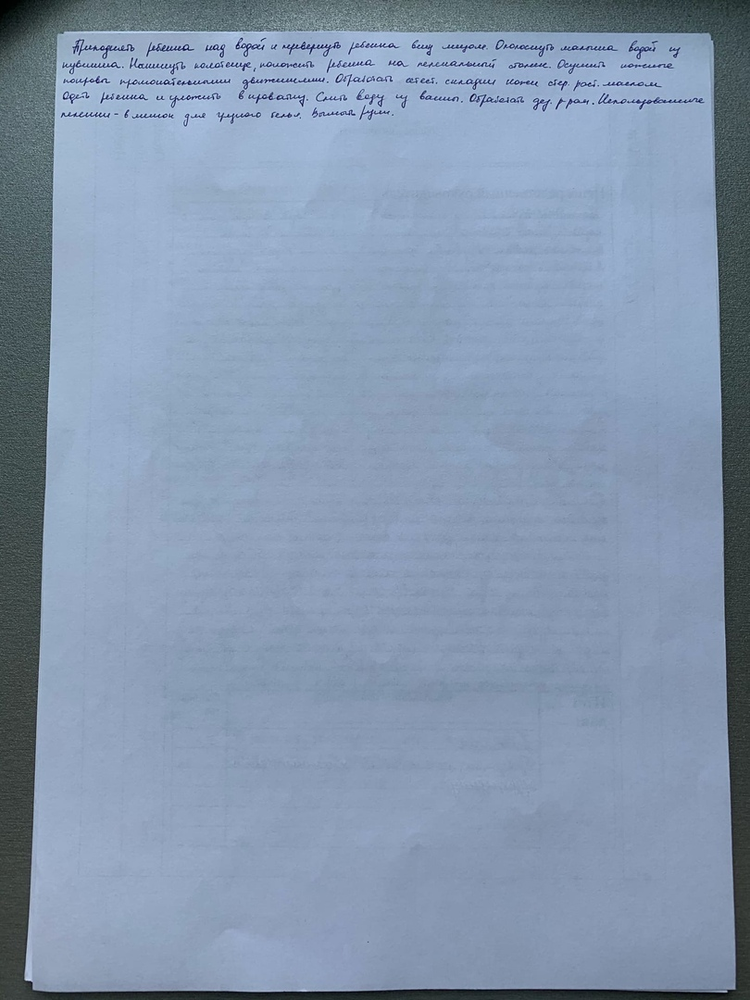 Приподнять ребенка над водой и перевернуть ребенка вниз лицом. Ополоснуть малыша водой из
кувшина. Накинуть полотенце, положить ребенка на пеленальный столик. Осушить кожные
покровы промокательными движениями. Обработать естест. складки кожи стер. раст. маслом
Одеть ребенка и уложить в кроватку. Слить воду из ванны. Обработать дез. р-ром. Использованные
пеленки - в мешок для грязного белья. Вымыть руки.